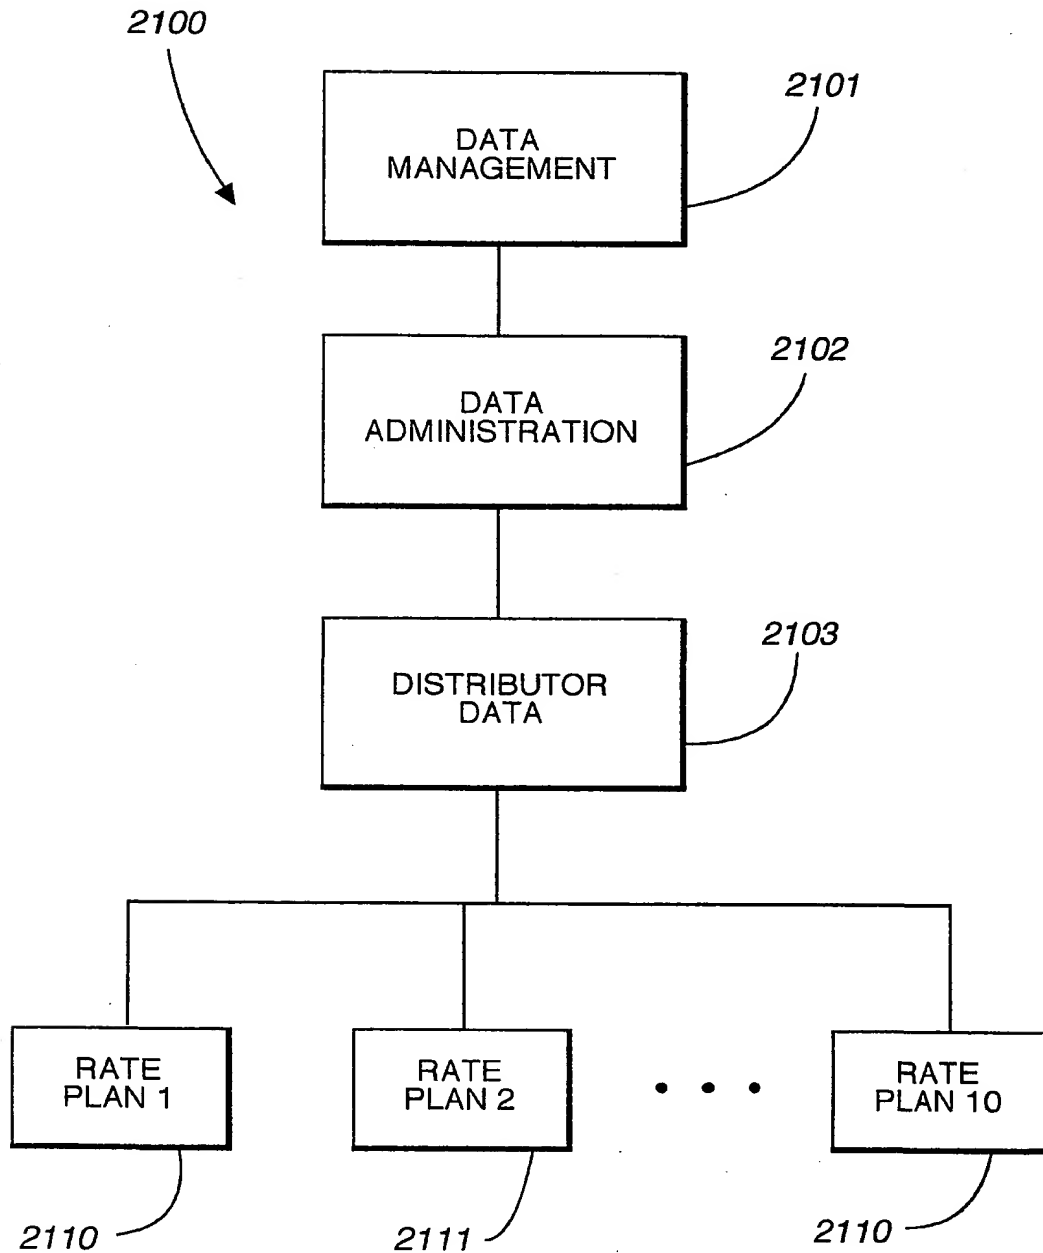 2100
2101
DATA
MANAGEMENT
2102
DATA
ADMINISTRATION
2103
DISTRIBUTOR
DATA
RATE
PLAN 1
RATE
PLAN 2
• • •
RATE
PLAN 10
2110
2111
2110